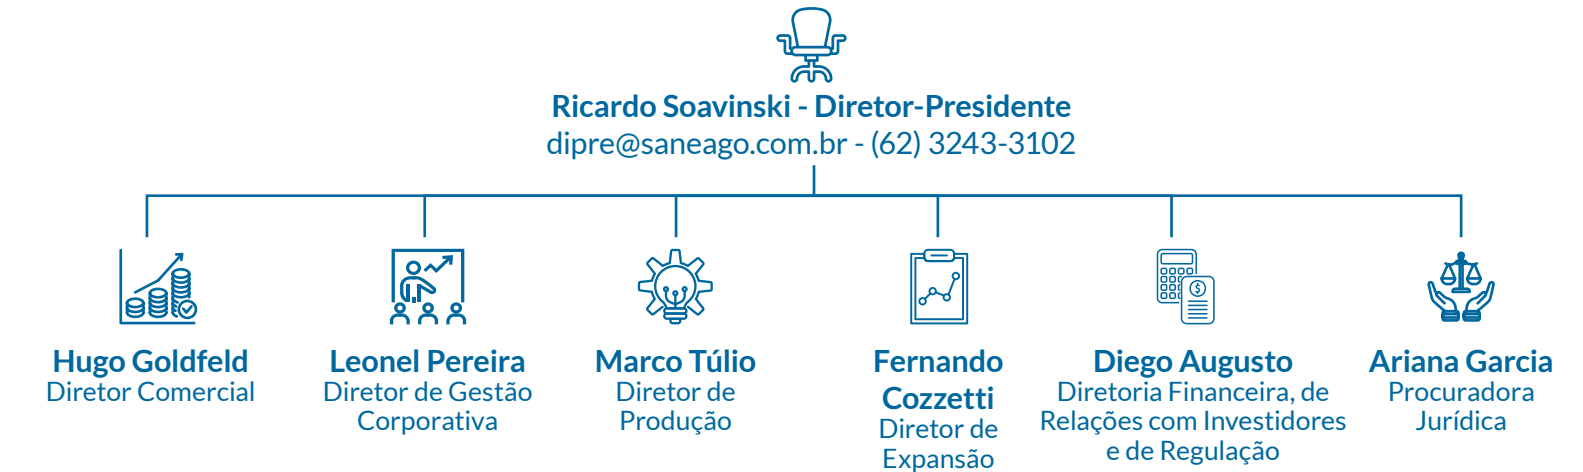 Ricardo Soavinski - Diretor-Presidente
dipre@saneago.com.br - (62) 3243-3102
Hugo Goldfeld
Diretor Comercial
Leonel Pereira
Diretor de Gestão
Corporativa
Marco Túlio
Diretor de
Produção
Fernando
Cozzetti
Diretor de
Expansão
$
Diego Augusto
Diretoria Financeira, de
Relações com Investidores
e de Regulação
Ariana Garcia
Procuradora
Jurídica